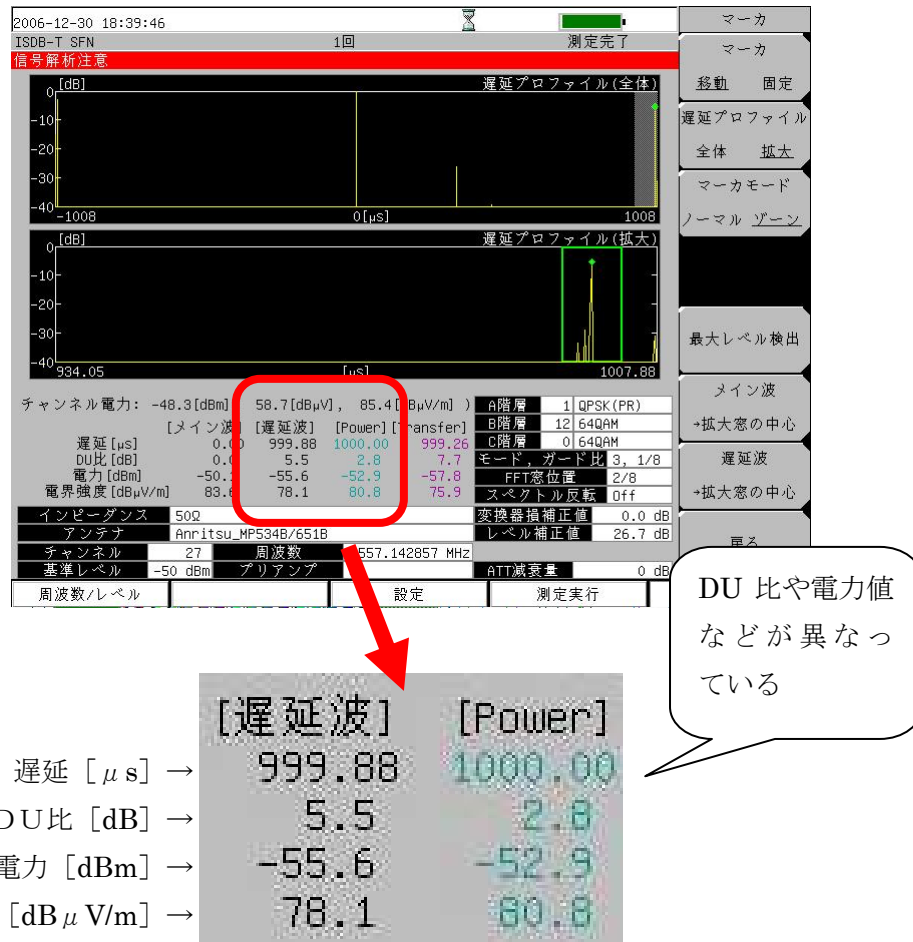 2006-12-30 18:39:46
ISDB-T SFN 1回 測定完了
信号解析注意
[dB] 遅延プロファイル(全体)
0
-10
-20
-30
-40
-1008 0[μs] 1008
[dB] 遅延プロファイル(拡大)
0
-10
-20
-30
-40
934.05 [μs] 1007.88
チャンネル電力: -48.3[dBm] 58.7[dBμV], 85.4[dBμV/m] )
[メイン波] [遅延波] [Power] [Transfer]
遅延[μs] 0.00 999.88 1000.00 999.26
DU比[dB] 0.0 5.5 2.8 7.7
電力[dBm] -50.1 -55.6 -52.9 -57.8
電界強度[dBμV/m] 83.6 78.1 80.8 75.9
A階層 1 QPSK(PR)
B階層 12 64QAM
C階層 0 64QAM
モード, ガード比 3, 1/8
FFT窓位置 2/8
スペクトル反転 Off
インピーダンス 50Ω 変換器損補正値 0.0 dB
アンテナ Anritsu_MP534B/651B レベル補正値 26.7 dB
チャンネル 27 周波数 557.142857 MHz
基準レベル -50 dBm プリアンプ ATT減衰量 0 dB
周波数/レベル 設定 測定実行
マーカ
マーカ
移動 固定
遅延プロファイル
全体 拡大
マーカモード
ノーマル ゾーン
最大レベル検出
メイン波
→拡大窓の中心
遅延波
→拡大窓の中心
戻る
DU 比や電力値
などが異なっ
ている
[遅延波] [Power]
遅延［μs］→ 999.88 1000.00
DU比［dB］→ 5.5 2.8
電力［dBm］→ -55.6 -52.9
［dBμV/m］→ 78.1 80.8